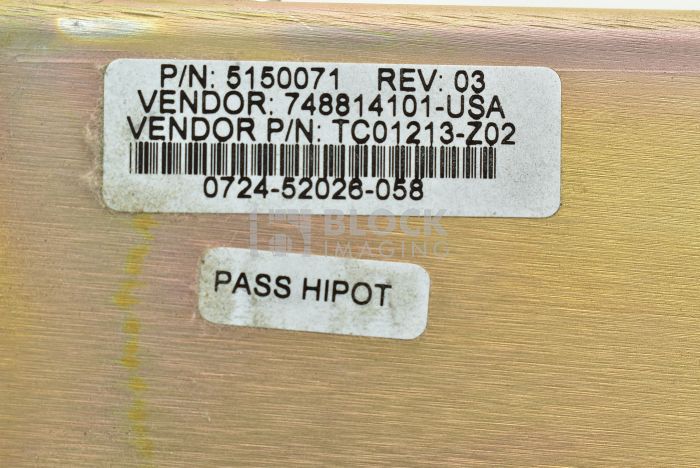 P/N: 5150071 REV: 03
VENDOR: 748814101-USA
VENDOR P/N: TC01213-Z02
0724-52026-058
BLOCK
IMAGING
PASS HIPOT